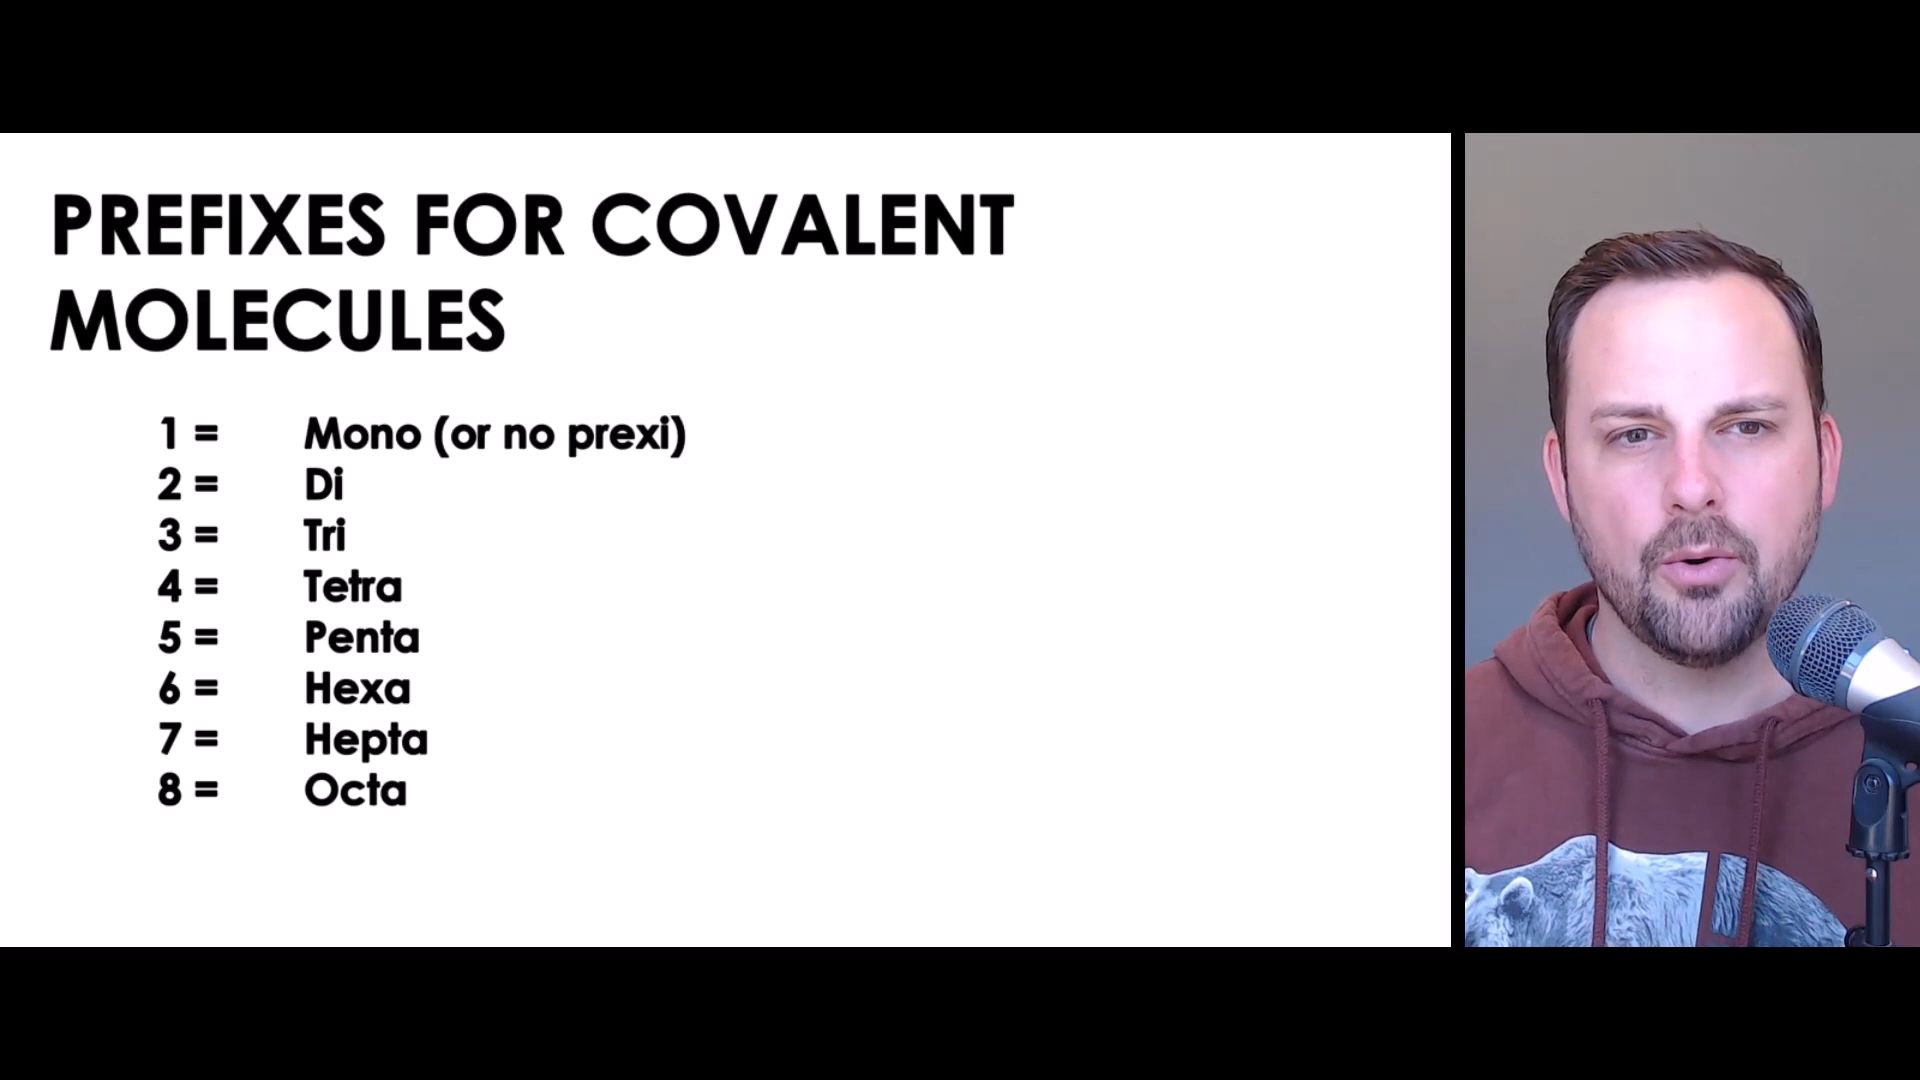 PREFIXES FOR COVALENT
MOLECULES
1 = Mono (or no prexi)
2 = Di
3 = Tri
4 = Tetra
5 = Penta
6 = Hexa
7 = Hepta
8 = Octa